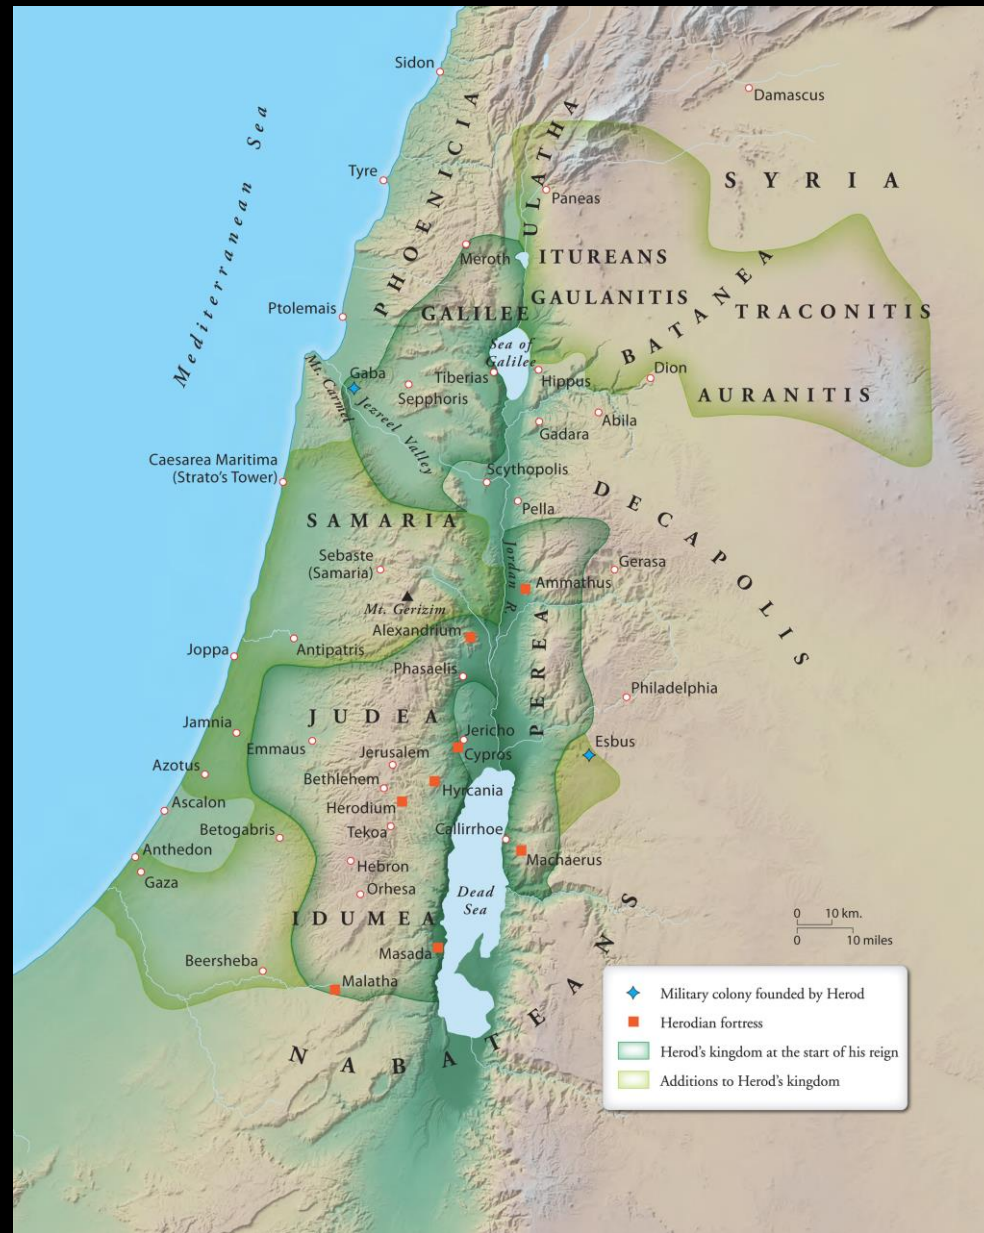 Sidon
Damascus
Mediterranean Sea
PHOENICIA
ULATHA
SYRIA
Tyre
Paneas
Meroth
ITUREANS
GAULANITIS
BATANEA
TRACONITIS
Ptolemais
GALILEE
Sea of
Galilee
Mt. Carmel
Gaba
Tiberias
Hippus
Dion
Sepphoris
AURANITIS
Jezreel Valley
Abila
Gadara
Caesarea Maritima
(Strato's Tower)
Scythopolis
Pella
DECAPOLIS
SAMARIA
Jordan R.
Sebaste
(Samaria)
Gerasa
Ammathus
Mt. Gerizim
PEREA
Alexandrium
Joppa
Antipatris
Phasaelis
Philadelphia
JUDEA
Jamnia
Jericho
Esbus
Emmaus
Cypros
Jerusalem
Azotus
Bethlehem
Hyrcania
Ascalon
Herodium
Betogabris
Tekoa
Callirrhoe
Anthedon
Machaerus
Hebron
Gaza
Orhesa
Dead
Sea
IDUMEA
0 10 km.
0 10 miles
Masada
Beersheba
Malatha
NABATEANS
Military colony founded by Herod
Herodian fortress
Herod's kingdom at the start of his reign
Additions to Herod's kingdom